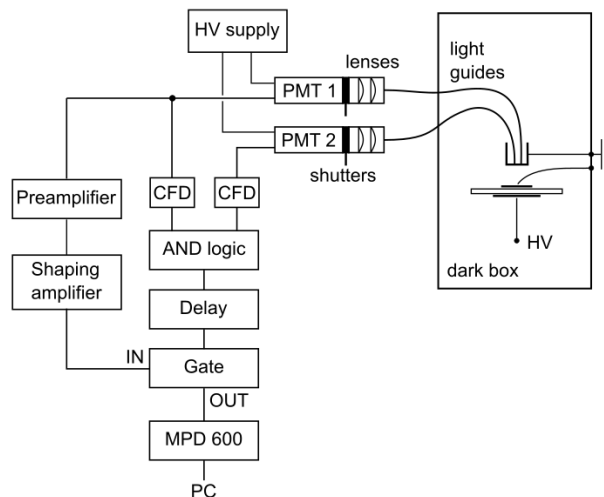 HV supply
lenses
light
guides
PMT 1
PMT 2
shutters
Preamplifier
CFD
CFD
AND logic
Shaping
amplifier
HV
dark box
Delay
IN
Gate
OUT
MPD 600
PC